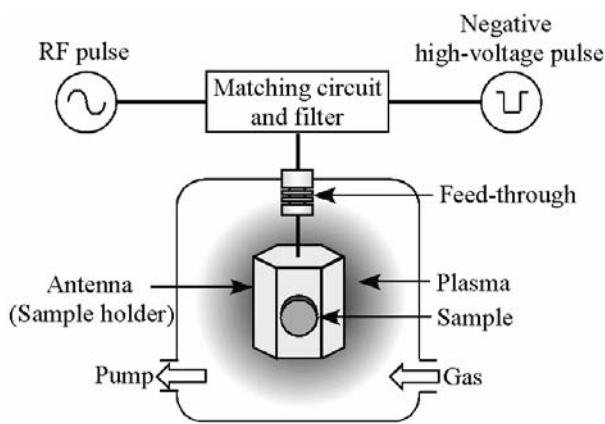 RF pulse
Negative
high-voltage pulse
Matching circuit
and filter
Feed-through
Antenna
(Sample holder)
Plasma
Sample
Pump
Gas